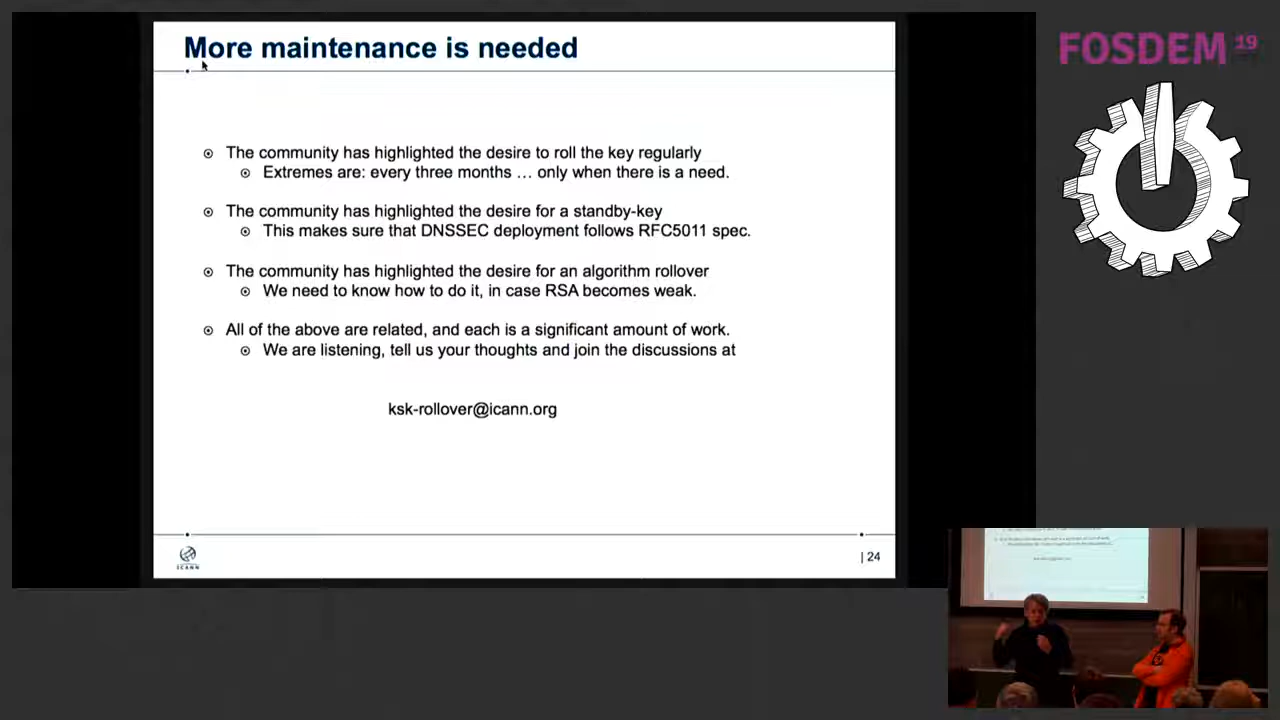 More maintenance is needed
FOSDEM 19
The community has highlighted the desire to roll the key regularly
Extremes are: every three months … only when there is a need.
The community has highlighted the desire for a standby-key
This makes sure that DNSSEC deployment follows RFC5011 spec.
The community has highlighted the desire for an algorithm rollover
We need to know how to do it, in case RSA becomes weak.
All of the above are related, and each is a significant amount of work.
We are listening, tell us your thoughts and join the discussions at
ksk-rollover@icann.org
ICANN
| 24